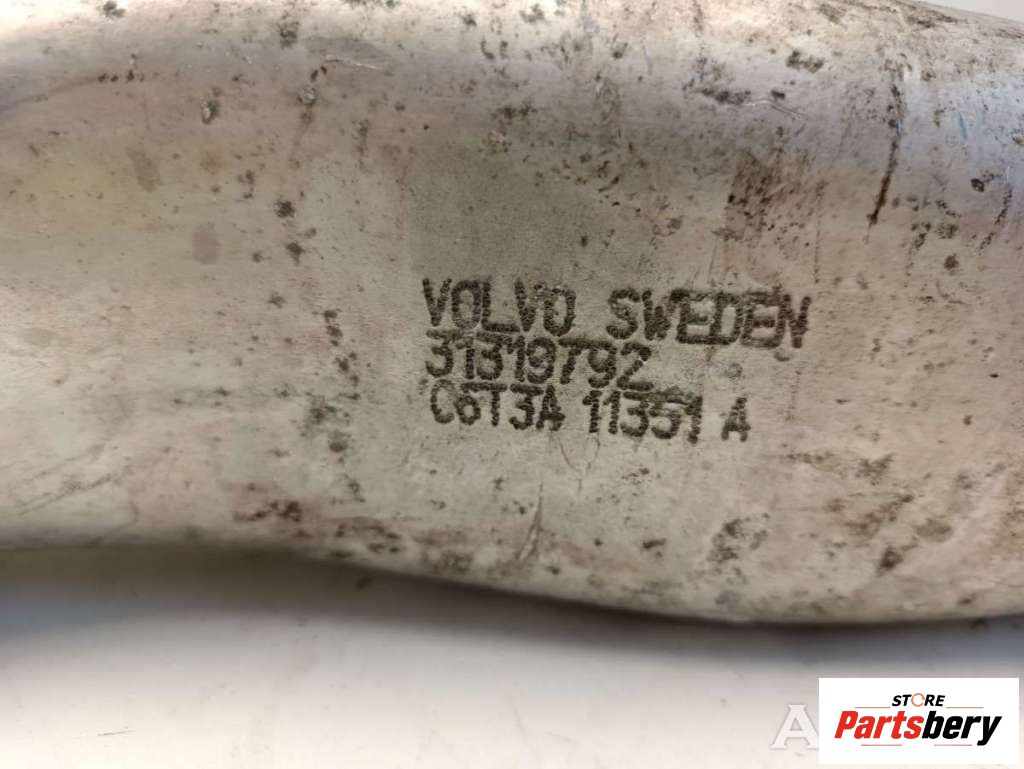 VOLVO SWEDEN
31319792
C6T3A 11351 A
STORE
Partsbery